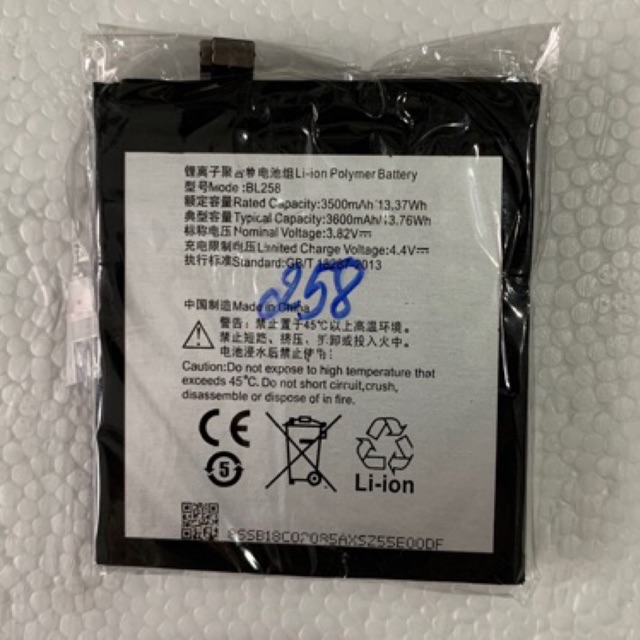 锂离子聚合物电池组Li-ion Polymer Battery
型号Mode:BL258
额定容量Rated Capacity:3500mAh/13.37Wh
典型容量Typical Capacity:3600mAh/13.76Wh
标称电压Nominal Voltage:3.82V⎓
充电限制电压Limited Charge Voltage:4.4V⎓
执行标准Standard:GB/T 18287-2013
258
中国制造Made in China
警告:禁止置于45℃以上高温环境。
禁止短路、挤压、拆卸或投入火中。
电池浸水后禁止使用!
Caution:Do not expose to high temperature that
exceeds 45℃. Do not short circuit,crush,
disassemble or dispose of in fire.
CE
5
Li-ion